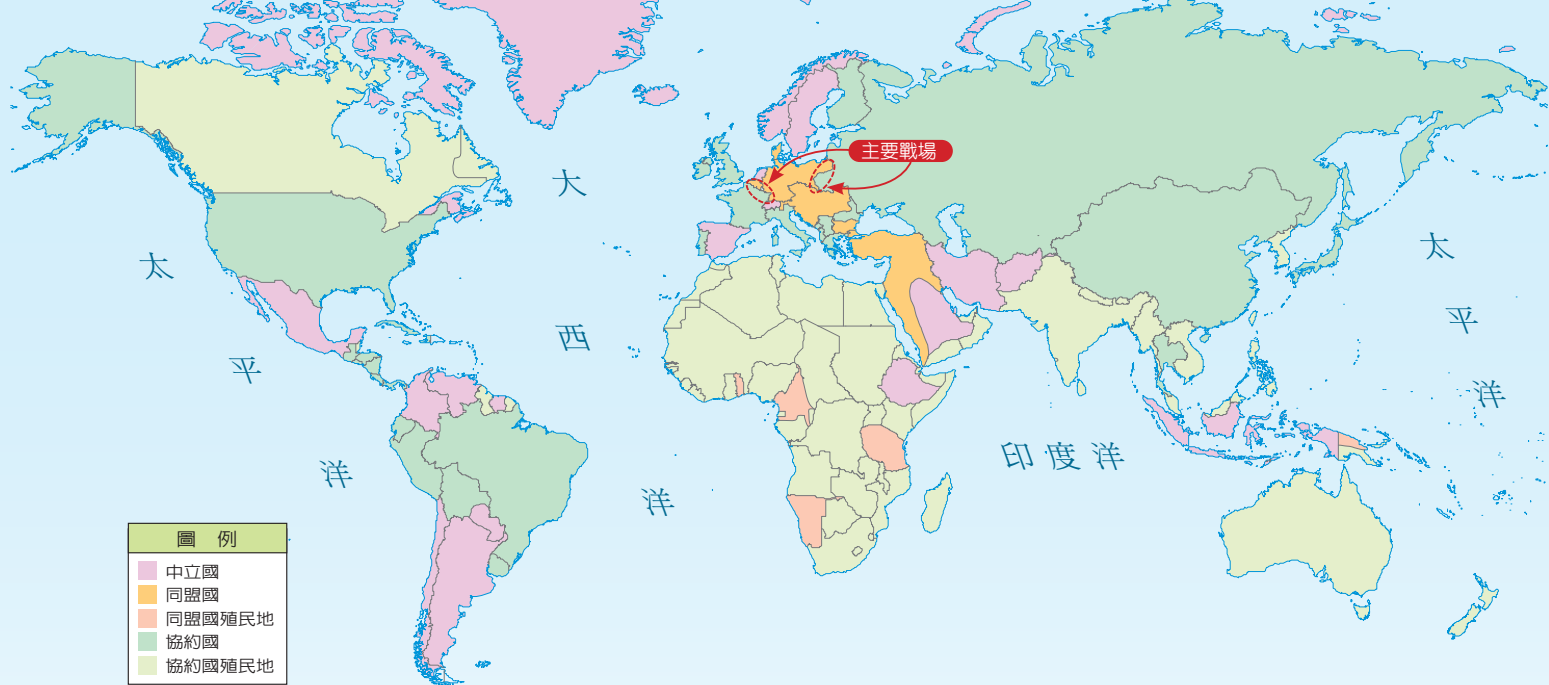 主要戰場
大
西
洋
太
平
洋
太
平
洋
印度洋
圖 例
中立國
同盟國
同盟國殖民地
協約國
協約國殖民地